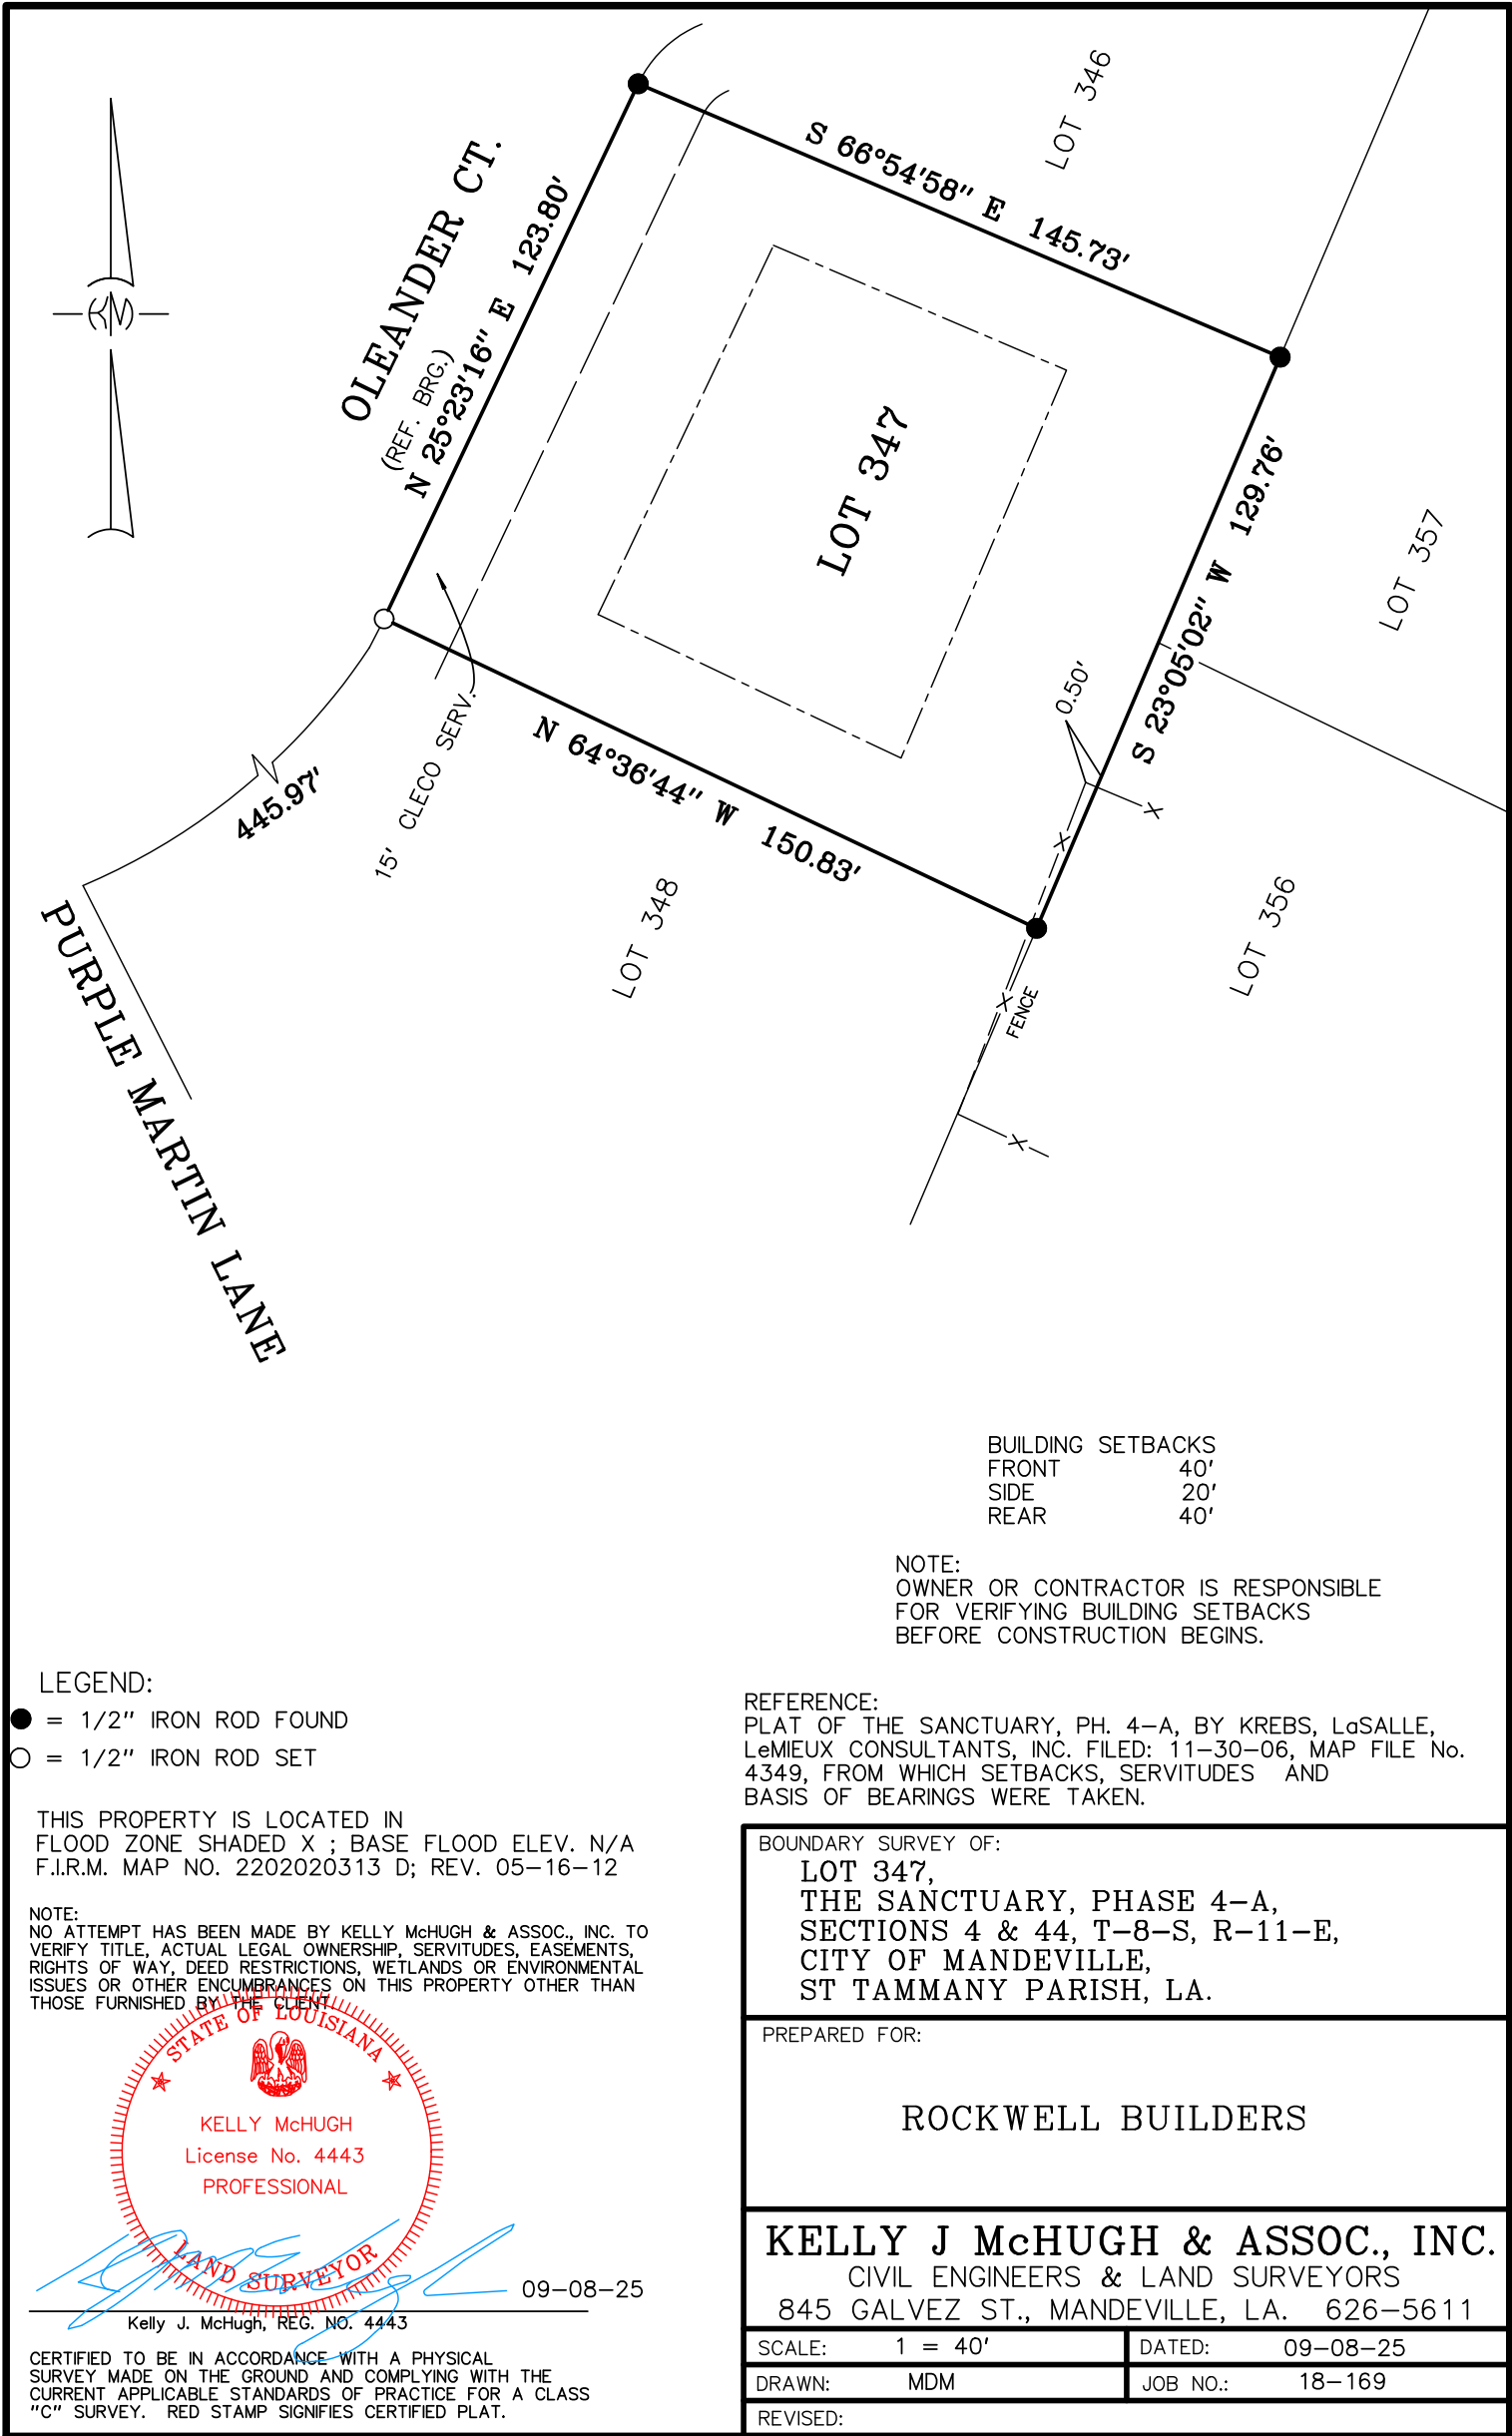 LOT 346
OLEANDER CT.
(REF. BRG.)
N 25°23'16" E 123.80'
S 66°54'58" E 145.73'
LOT 347
S 23°05'02" W 129.76'
LOT 357
0.50'
N 64°36'44" W 150.83'
15' CLECO SERV.
445.97'
PURPLE MARTIN LANE
LOT 348
LOT 356
X
X
X
FENCE
X
BUILDING SETBACKS
FRONT 40'
SIDE 20'
REAR 40'
NOTE:
OWNER OR CONTRACTOR IS RESPONSIBLE
FOR VERIFYING BUILDING SETBACKS
BEFORE CONSTRUCTION BEGINS.
LEGEND:
= 1/2" IRON ROD FOUND
= 1/2" IRON ROD SET
REFERENCE:
PLAT OF THE SANCTUARY, PH. 4-A, BY KREBS, LaSALLE,
LeMIEUX CONSULTANTS, INC. FILED: 11-30-06, MAP FILE No.
4349, FROM WHICH SETBACKS, SERVITUDES AND
BASIS OF BEARINGS WERE TAKEN.
THIS PROPERTY IS LOCATED IN
FLOOD ZONE SHADED X ; BASE FLOOD ELEV. N/A
F.I.R.M. MAP NO. 2202020313 D; REV. 05-16-12
NOTE:
NO ATTEMPT HAS BEEN MADE BY KELLY McHUGH & ASSOC., INC. TO
VERIFY TITLE, ACTUAL LEGAL OWNERSHIP, SERVITUDES, EASEMENTS,
RIGHTS OF WAY, DEED RESTRICTIONS, WETLANDS OR ENVIRONMENTAL
ISSUES OR OTHER ENCUMBRANCES ON THIS PROPERTY OTHER THAN
THOSE FURNISHED BY THE CLIENT.
STATE OF LOUISIANA
KELLY McHUGH
License No. 4443
PROFESSIONAL
LAND SURVEYOR
09-08-25
Kelly J. McHugh, REG. NO. 4443
CERTIFIED TO BE IN ACCORDANCE WITH A PHYSICAL
SURVEY MADE ON THE GROUND AND COMPLYING WITH THE
CURRENT APPLICABLE STANDARDS OF PRACTICE FOR A CLASS
"C" SURVEY. RED STAMP SIGNIFIES CERTIFIED PLAT.
BOUNDARY SURVEY OF:
LOT 347,
THE SANCTUARY, PHASE 4-A,
SECTIONS 4 & 44, T-8-S, R-11-E,
CITY OF MANDEVILLE,
ST TAMMANY PARISH, LA.
PREPARED FOR:
ROCKWELL BUILDERS
KELLY J McHUGH & ASSOC., INC.
CIVIL ENGINEERS & LAND SURVEYORS
845 GALVEZ ST., MANDEVILLE, LA. 626-5611
SCALE: 1 = 40' DATED: 09-08-25
DRAWN: MDM JOB NO.: 18-169
REVISED: